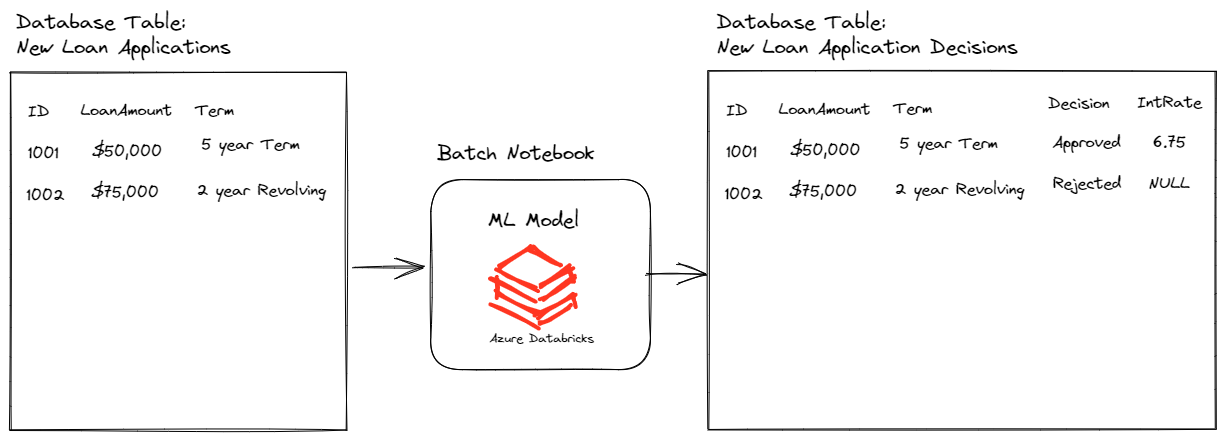 Database Table:
New Loan Applications
ID LoanAmount Term
1001 $50,000 5 year Term
1002 $75,000 2 year Revolving
Batch Notebook
ML Model
Azure Databricks
Database Table:
New Loan Application Decisions
ID LoanAmount Term Decision IntRate
1001 $50,000 5 year Term Approved 6.75
1002 $75,000 2 year Revolving Rejected NULL